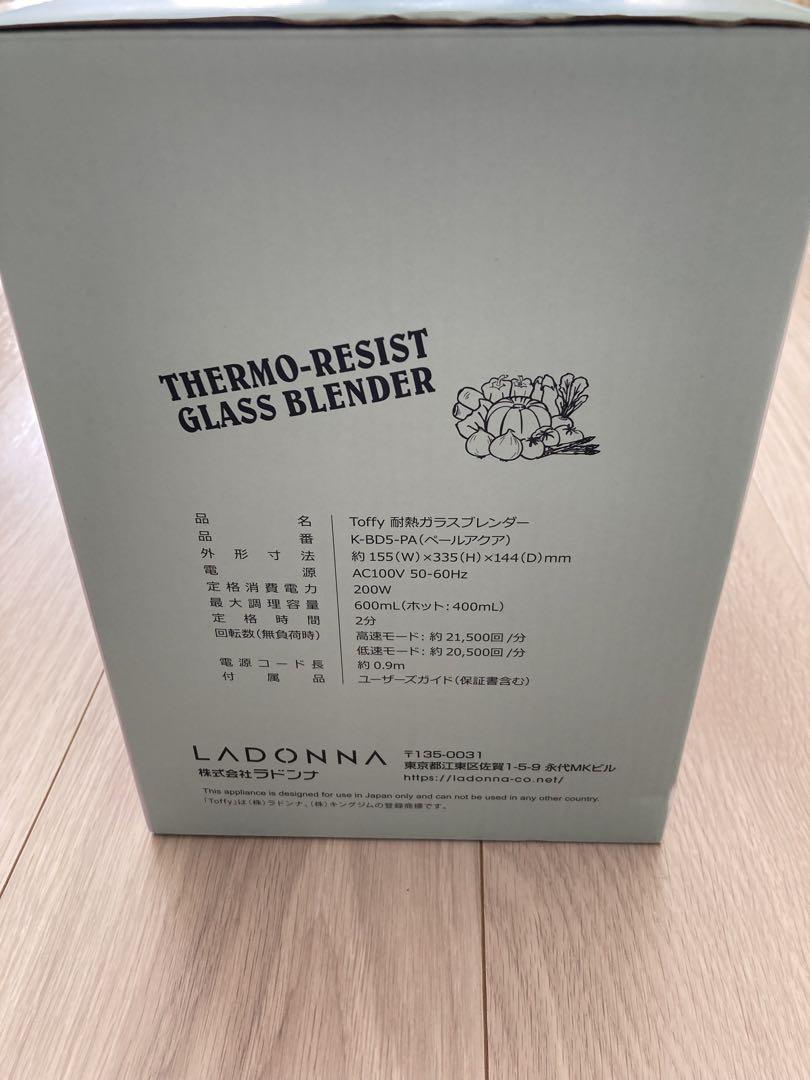 THERMO-RESIST
GLASS BLENDER
品名 Toffy 耐熱ガラスブレンダー
品番 K-BD5-PA（ペールアクア）
外形寸法 約155(W)×335(H)×144(D)mm
電源 AC100V 50-60Hz
定格消費電力 200W
最大調理容量 600mL（ホット：400mL）
定格時間 2分
回転数（無負荷時） 高速モード：約21,500回/分
低速モード：約20,500回/分
電源コード長 約0.9m
付属品 ユーザーズガイド（保証書含む）
LADONNA
株式会社ラドンナ
〒135-0031
東京都江東区佐賀1-5-9 永代MKビル
https://ladonna-co.net/
This appliance is designed for use in Japan only and can not be used in any other country.
「Toffy」は（株）ラドンナ、（株）キングジムの登録商標です。